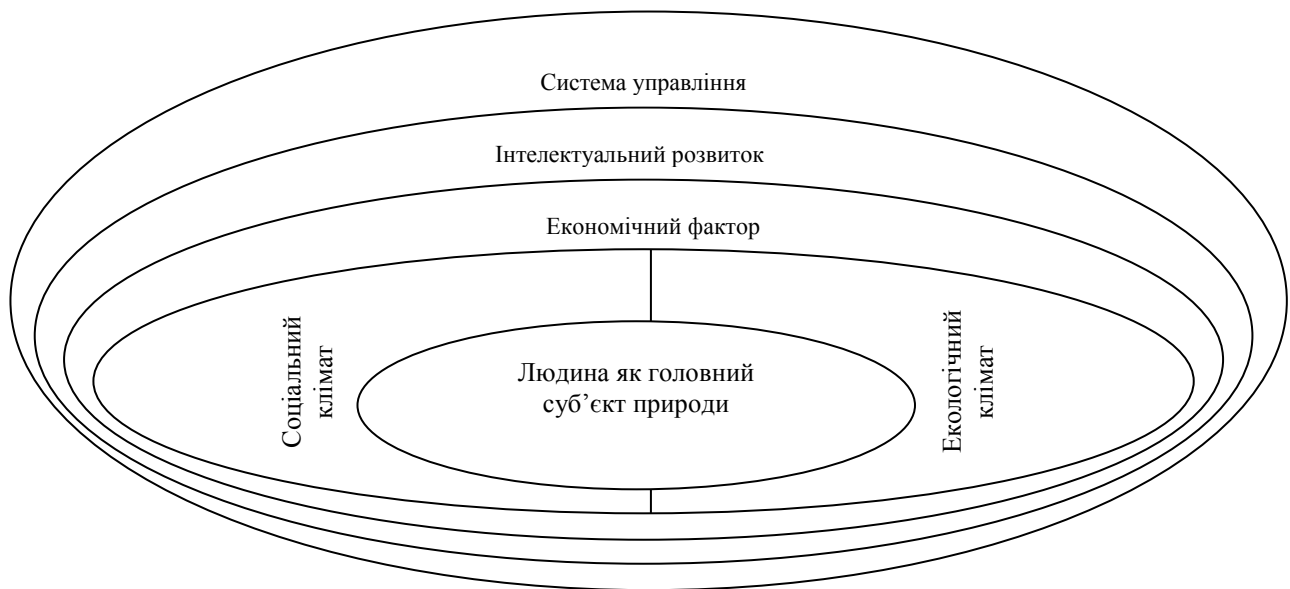 Система управління
Інтелектуальний розвиток
Економічний фактор
Соціальний
клімат
Людина як головний
суб’єкт природи
Екологічний
клімат